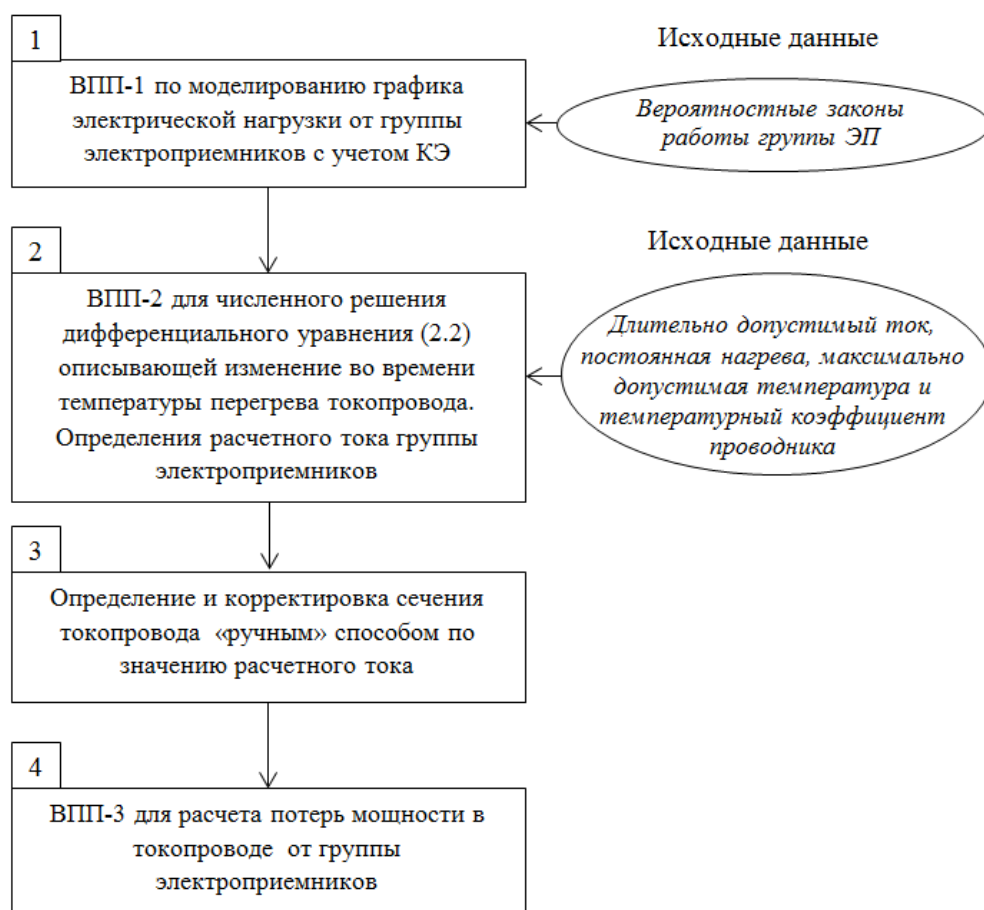 1
ВПП-1 по моделированию графика
электрической нагрузки от группы
электроприемников с учетом КЭ
Исходные данные
Вероятностные законы
работы группы ЭП
2
ВПП-2 для численного решения
дифференциального уравнения (2.2)
описывающей изменение во времени
температуры перегрева токопровода.
Определения расчетного тока группы
электроприемников
Исходные данные
Длительно допустимый ток,
постоянная нагрева, максимально
допустимая температура и
температурный коэффициент
проводника
3
Определение и корректировка сечения
токопровода «ручным» способом по
значению расчетного тока
4
ВПП-3 для расчета потерь мощности в
токопроводе от группы
электроприемников